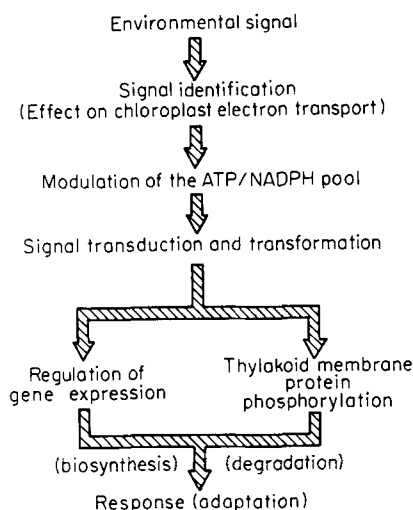 Environmental signal
Signal identification
(Effect on chloroplast electron transport)
Modulation of the ATP/NADPH pool
Signal transduction and transformation
Regulation of
gene expression
Thylakoid membrane
protein
phosphorylation
(biosynthesis)
(degradation)
Response (adaptation)